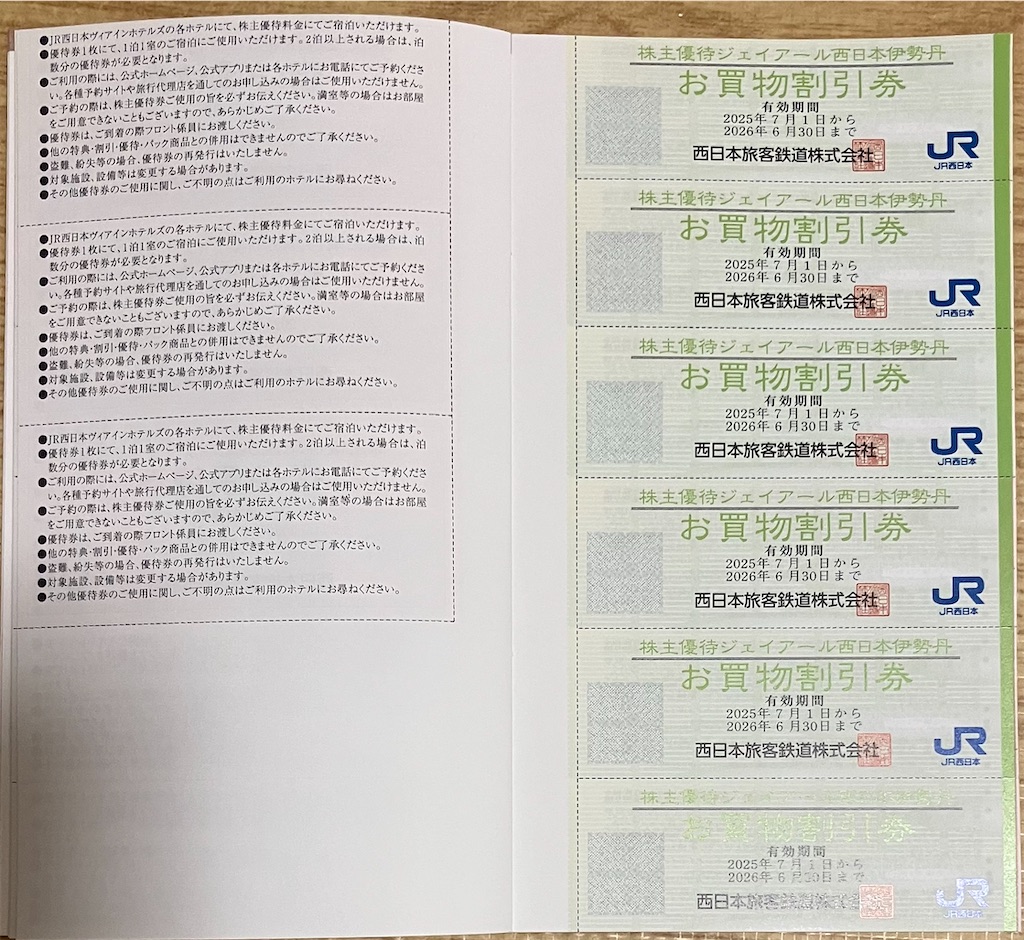 ●JR西日本ヴィアインホテルズの各ホテルにて、株主優待料金にてご宿泊いただけます。
●優待券1枚にて、1泊1室のご宿泊にご使用いただけます。2泊以上される場合は、泊
数分の優待券が必要となります。
●ご利用の際には、公式ホームページ、公式アプリまたは各ホテルにお電話にてご予約くださ
い。各種予約サイトや旅行代理店を通してのお申し込みの場合はご使用いただけません。
●ご予約の際は、株主優待券ご使用の旨を必ずお伝えください。満室等の場合はお部屋
をご用意できないこともございますので、あらかじめご了承ください。
●優待券は、ご到着の際フロント係員にお渡しください。
●他の特典・割引・優待・パック商品との併用はできませんのでご了承ください。
●盗難、紛失等の場合、優待券の再発行はいたしません。
●対象施設、設備等は変更する場合があります。
●その他優待券のご使用に関し、ご不明の点はご利用のホテルにお尋ねください。
●JR西日本ヴィアインホテルズの各ホテルにて、株主優待料金にてご宿泊いただけます。
●優待券1枚にて、1泊1室のご宿泊にご使用いただけます。2泊以上される場合は、泊
数分の優待券が必要となります。
●ご利用の際には、公式ホームページ、公式アプリまたは各ホテルにお電話にてご予約くださ
い。各種予約サイトや旅行代理店を通してのお申し込みの場合はご使用いただけません。
●ご予約の際は、株主優待券ご使用の旨を必ずお伝えください。満室等の場合はお部屋
をご用意できないこともございますので、あらかじめご了承ください。
●優待券は、ご到着の際フロント係員にお渡しください。
●他の特典・割引・優待・パック商品との併用はできませんのでご了承ください。
●盗難、紛失等の場合、優待券の再発行はいたしません。
●対象施設、設備等は変更する場合があります。
●その他優待券のご使用に関し、ご不明の点はご利用のホテルにお尋ねください。
●JR西日本ヴィアインホテルズの各ホテルにて、株主優待料金にてご宿泊いただけます。
●優待券1枚にて、1泊1室のご宿泊にご使用いただけます。2泊以上される場合は、泊
数分の優待券が必要となります。
●ご利用の際には、公式ホームページ、公式アプリまたは各ホテルにお電話にてご予約くださ
い。各種予約サイトや旅行代理店を通してのお申し込みの場合はご使用いただけません。
●ご予約の際は、株主優待券ご使用の旨を必ずお伝えください。満室等の場合はお部屋
をご用意できないこともございますので、あらかじめご了承ください。
●優待券は、ご到着の際フロント係員にお渡しください。
●他の特典・割引・優待・パック商品との併用はできませんのでご了承ください。
●盗難、紛失等の場合、優待券の再発行はいたしません。
●対象施設、設備等は変更する場合があります。
●その他優待券のご使用に関し、ご不明の点はご利用のホテルにお尋ねください。
株主優待ジェイアール西日本伊勢丹
お買物割引券
有効期間
2025年7月1日から
2026年6月30日まで
西日本旅客鉄道株式会社
JR
JR西日本
株主優待ジェイアール西日本伊勢丹
お買物割引券
有効期間
2025年7月1日から
2026年6月30日まで
西日本旅客鉄道株式会社
JR
JR西日本
株主優待ジェイアール西日本伊勢丹
お買物割引券
有効期間
2025年7月1日から
2026年6月30日まで
西日本旅客鉄道株式会社
JR
JR西日本
株主優待ジェイアール西日本伊勢丹
お買物割引券
有効期間
2025年7月1日から
2026年6月30日まで
西日本旅客鉄道株式会社
JR
JR西日本
株主優待ジェイアール西日本伊勢丹
お買物割引券
有効期間
2025年7月1日から
2026年6月30日まで
西日本旅客鉄道株式会社
JR
JR西日本
株主優待ジェイアール西日本伊勢丹
お買物割引券
有効期間
2025年7月1日から
2026年6月30日まで
西日本旅客鉄道株式会社
JR
JR西日本